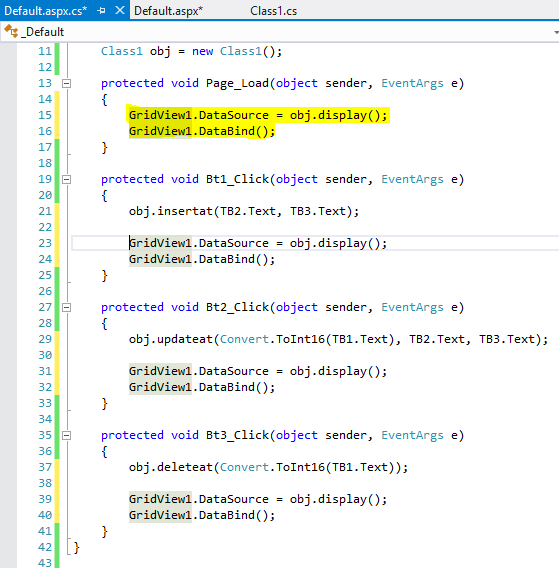 Default.aspx.cs* Default.aspx* Class1.cs
_Default
11 Class1 obj = new Class1();
12
13 protected void Page_Load(object sender, EventArgs e)
14 {
15 GridView1.DataSource = obj.display();
16 GridView1.DataBind();
17 }
18
19 protected void Bt1_Click(object sender, EventArgs e)
20 {
21 obj.insertat(TB2.Text, TB3.Text);
22
23 GridView1.DataSource = obj.display();
24 GridView1.DataBind();
25 }
26
27 protected void Bt2_Click(object sender, EventArgs e)
28 {
29 obj.updateat(Convert.ToInt16(TB1.Text), TB2.Text, TB3.Text);
30
31 GridView1.DataSource = obj.display();
32 GridView1.DataBind();
33 }
34
35 protected void Bt3_Click(object sender, EventArgs e)
36 {
37 obj.deleteat(Convert.ToInt16(TB1.Text));
38
39 GridView1.DataSource = obj.display();
40 GridView1.DataBind();
41 }
42 }
43